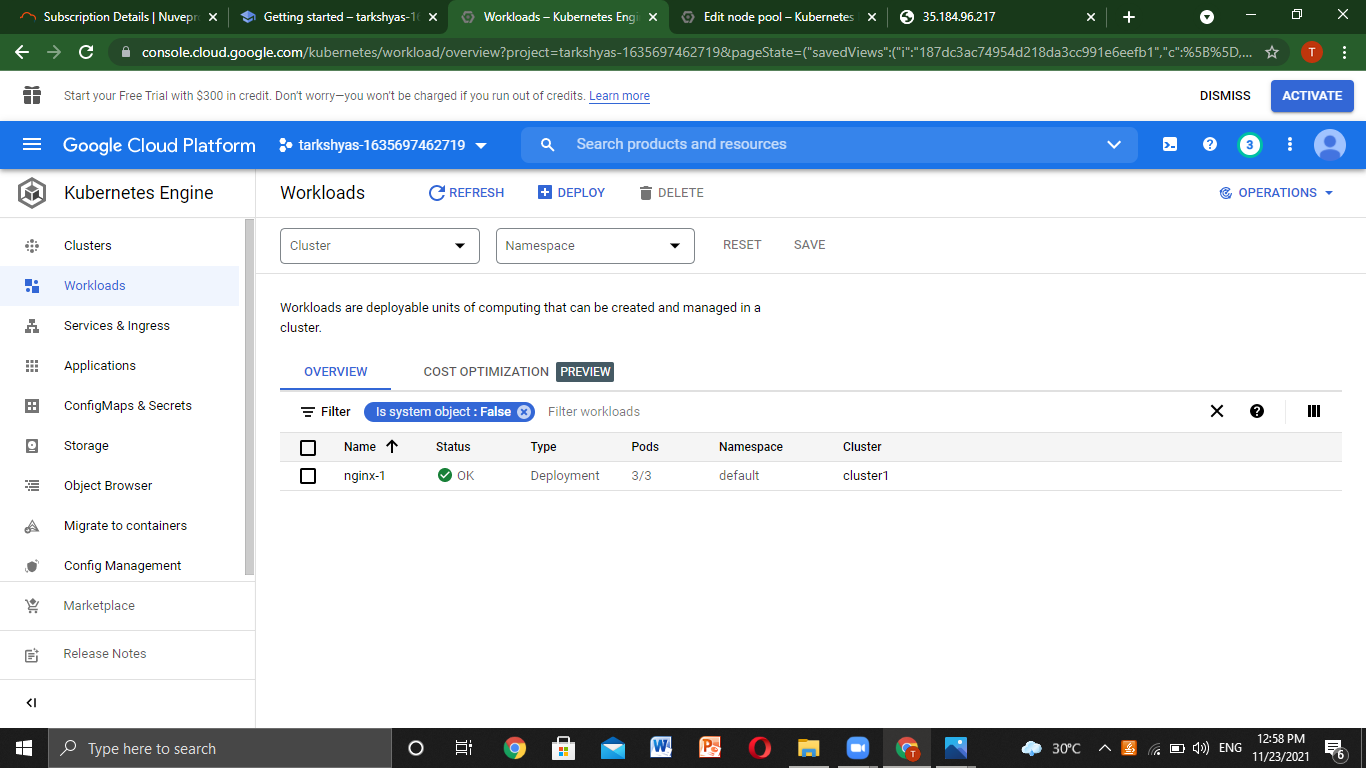 Subscription Details | Nuvepr
Getting started – tarkshyas-16
Workloads – Kubernetes Engi
Edit node pool – Kubernetes
35.184.96.217
console.cloud.google.com/kubernetes/workload/overview?project=tarkshyas-1635697462719&pageState=("savedViews":("i":"187dc3ac74954d218da3cc991e6eefb1","c":%5B%5D,...
T
Start your Free Trial with $300 in credit. Don't worry—you won't be charged if you run out of credits. Learn more
DISMISS
ACTIVATE
Google Cloud Platform
tarkshyas-1635697462719
Search products and resources
3
Kubernetes Engine
Workloads
REFRESH
DEPLOY
DELETE
OPERATIONS
Clusters
Workloads
Services & Ingress
Applications
ConfigMaps & Secrets
Storage
Object Browser
Migrate to containers
Config Management
Marketplace
Release Notes
Cluster
Namespace
RESET
SAVE
Workloads are deployable units of computing that can be created and managed in a
cluster.
OVERVIEW
COST OPTIMIZATION PREVIEW
Filter
Is system object : False
Filter workloads
Name Status Type Pods Namespace Cluster
nginx-1 OK Deployment 3/3 default cluster1
Type here to search
30°C
ENG
12:58 PM
11/23/2021
6